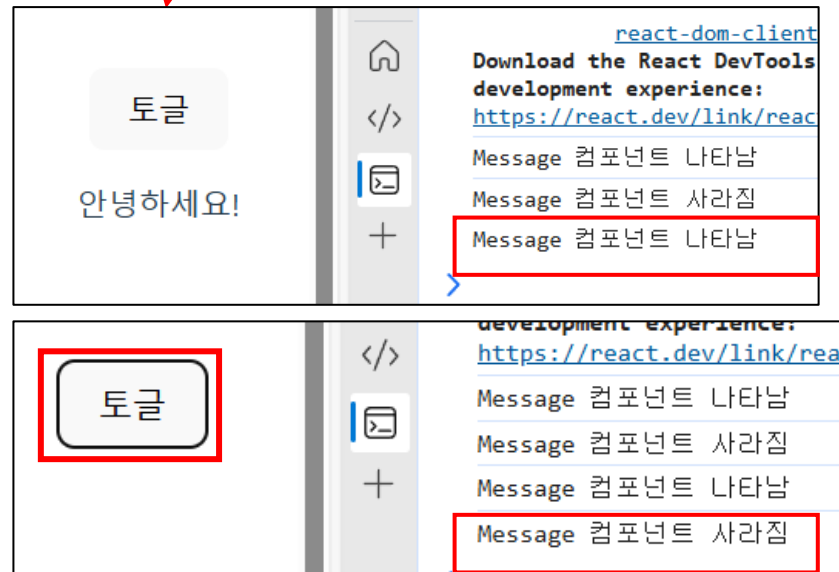 react-dom-client
Download the React DevTools
development experience:
https://react.dev/link/reac
토글
안녕하세요!
Message 컴포넌트 나타남
Message 컴포넌트 사라짐
Message 컴포넌트 나타남
development experience:
https://react.dev/link/rea
토글
Message 컴포넌트 나타남
Message 컴포넌트 사라짐
Message 컴포넌트 나타남
Message 컴포넌트 사라짐